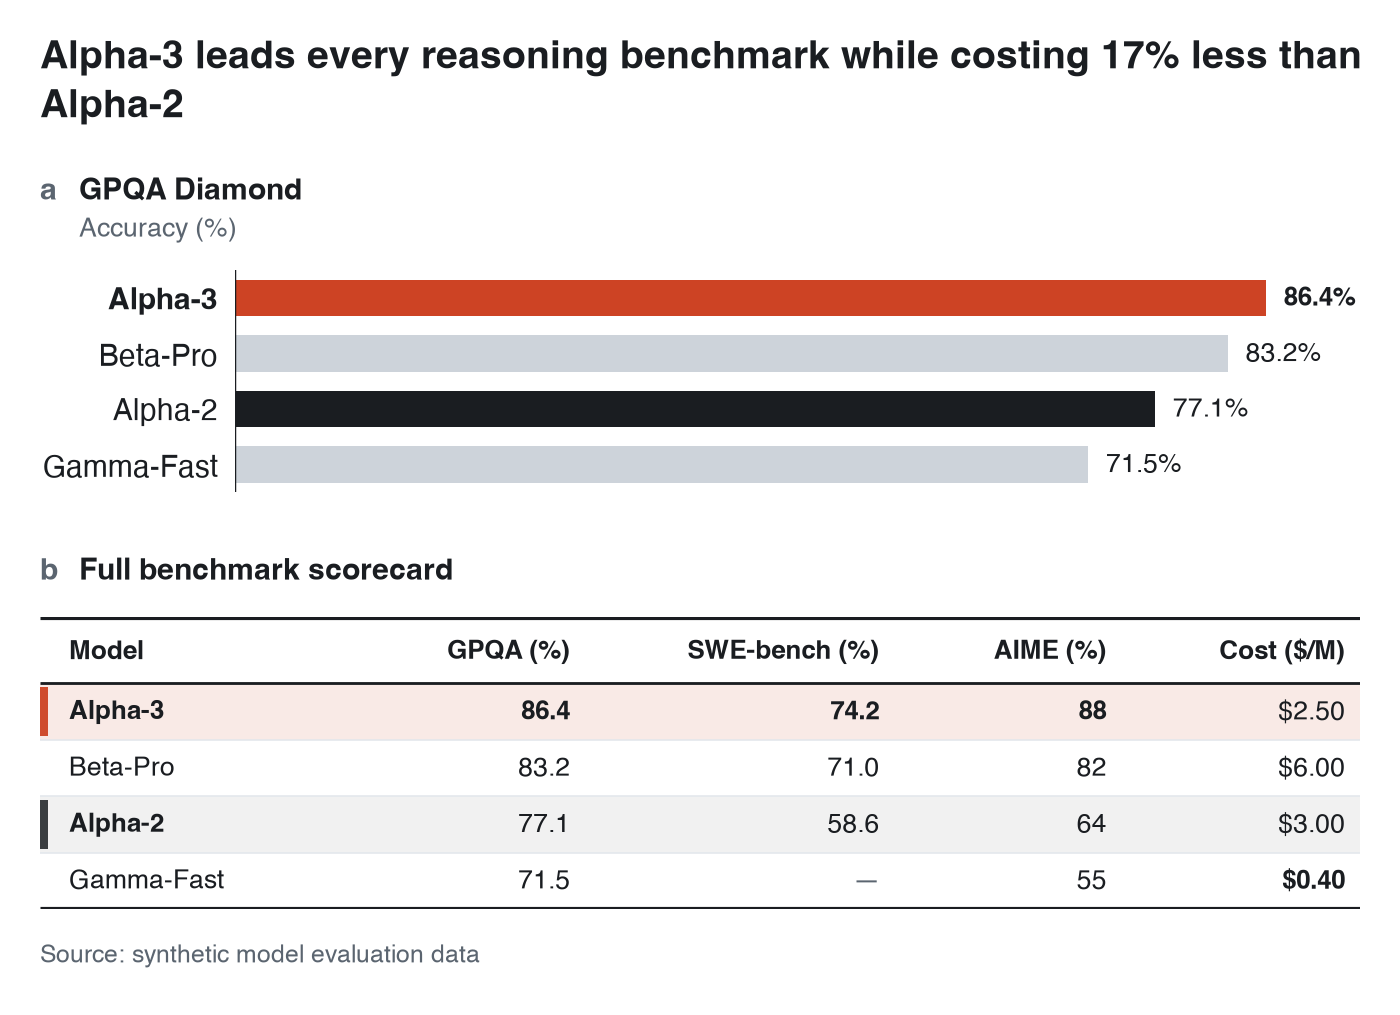 Alpha-3 leads every reasoning benchmark while costing 17% less than
Alpha-2
a GPQA Diamond
Accuracy (%)
Alpha-3 86.4%
Beta-Pro 83.2%
Alpha-2 77.1%
Gamma-Fast 71.5%
b Full benchmark scorecard
Model GPQA (%) SWE-bench (%) AIME (%) Cost ($/M)
Alpha-3 86.4 74.2 88 $2.50
Beta-Pro 83.2 71.0 82 $6.00
Alpha-2 77.1 58.6 64 $3.00
Gamma-Fast 71.5 — 55 $0.40
Source: synthetic model evaluation data